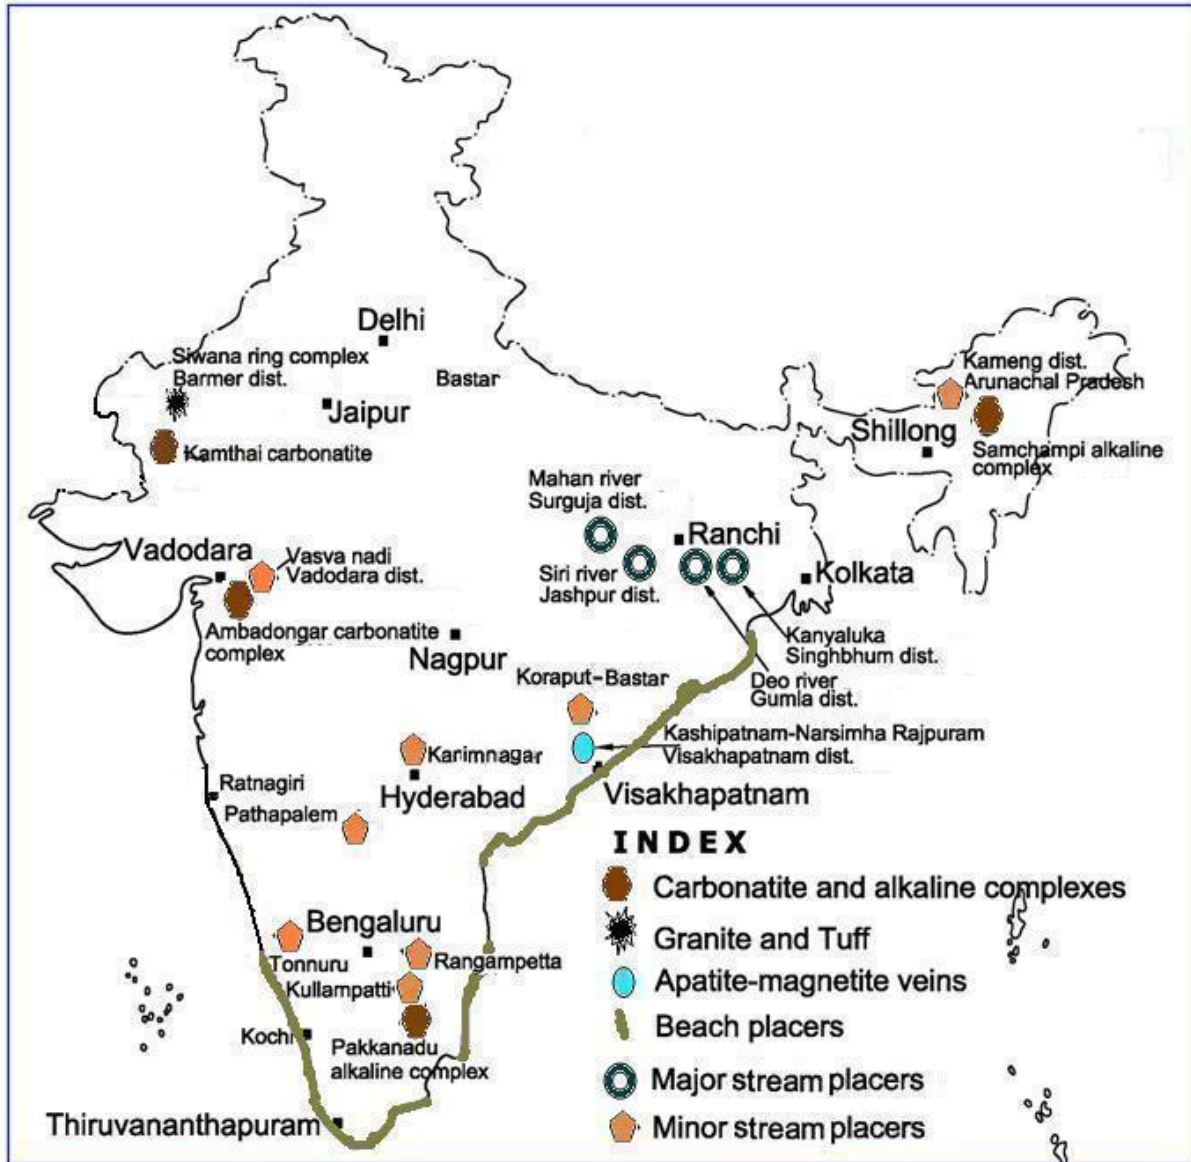 Delhi
Siwana ring complex
Barmer dist.
Bastar
Jaipur
Kamthai carbonatite
Kameng dist.
Arunachal Pradesh
Shillong
Samchampi alkaline
complex
Mahan river
Surguja dist.
Ranchi
Siri river
Jashpur dist.
Kolkata
Vadodara
Vasva nadi
Vadodara dist.
Ambadongar carbonatite
complex
Nagpur
Kanyaluka
Singhbhum dist.
Deo river
Gumla dist.
Koraput-Bastar
Kashipatnam-Narsimha Rajpuram
Visakhapatnam dist.
Karimnagar
Hyderabad
Visakhapatnam
Ratnagiri
Pathapalem
Bengaluru
Tonnuru
Rangampetta
Kullampatti
Kochi
Pakkanadu
alkaline complex
Thiruvananthapuram
INDEX
Carbonatite and alkaline complexes
Granite and Tuff
Apatite-magnetite veins
Beach placers
Major stream placers
Minor stream placers